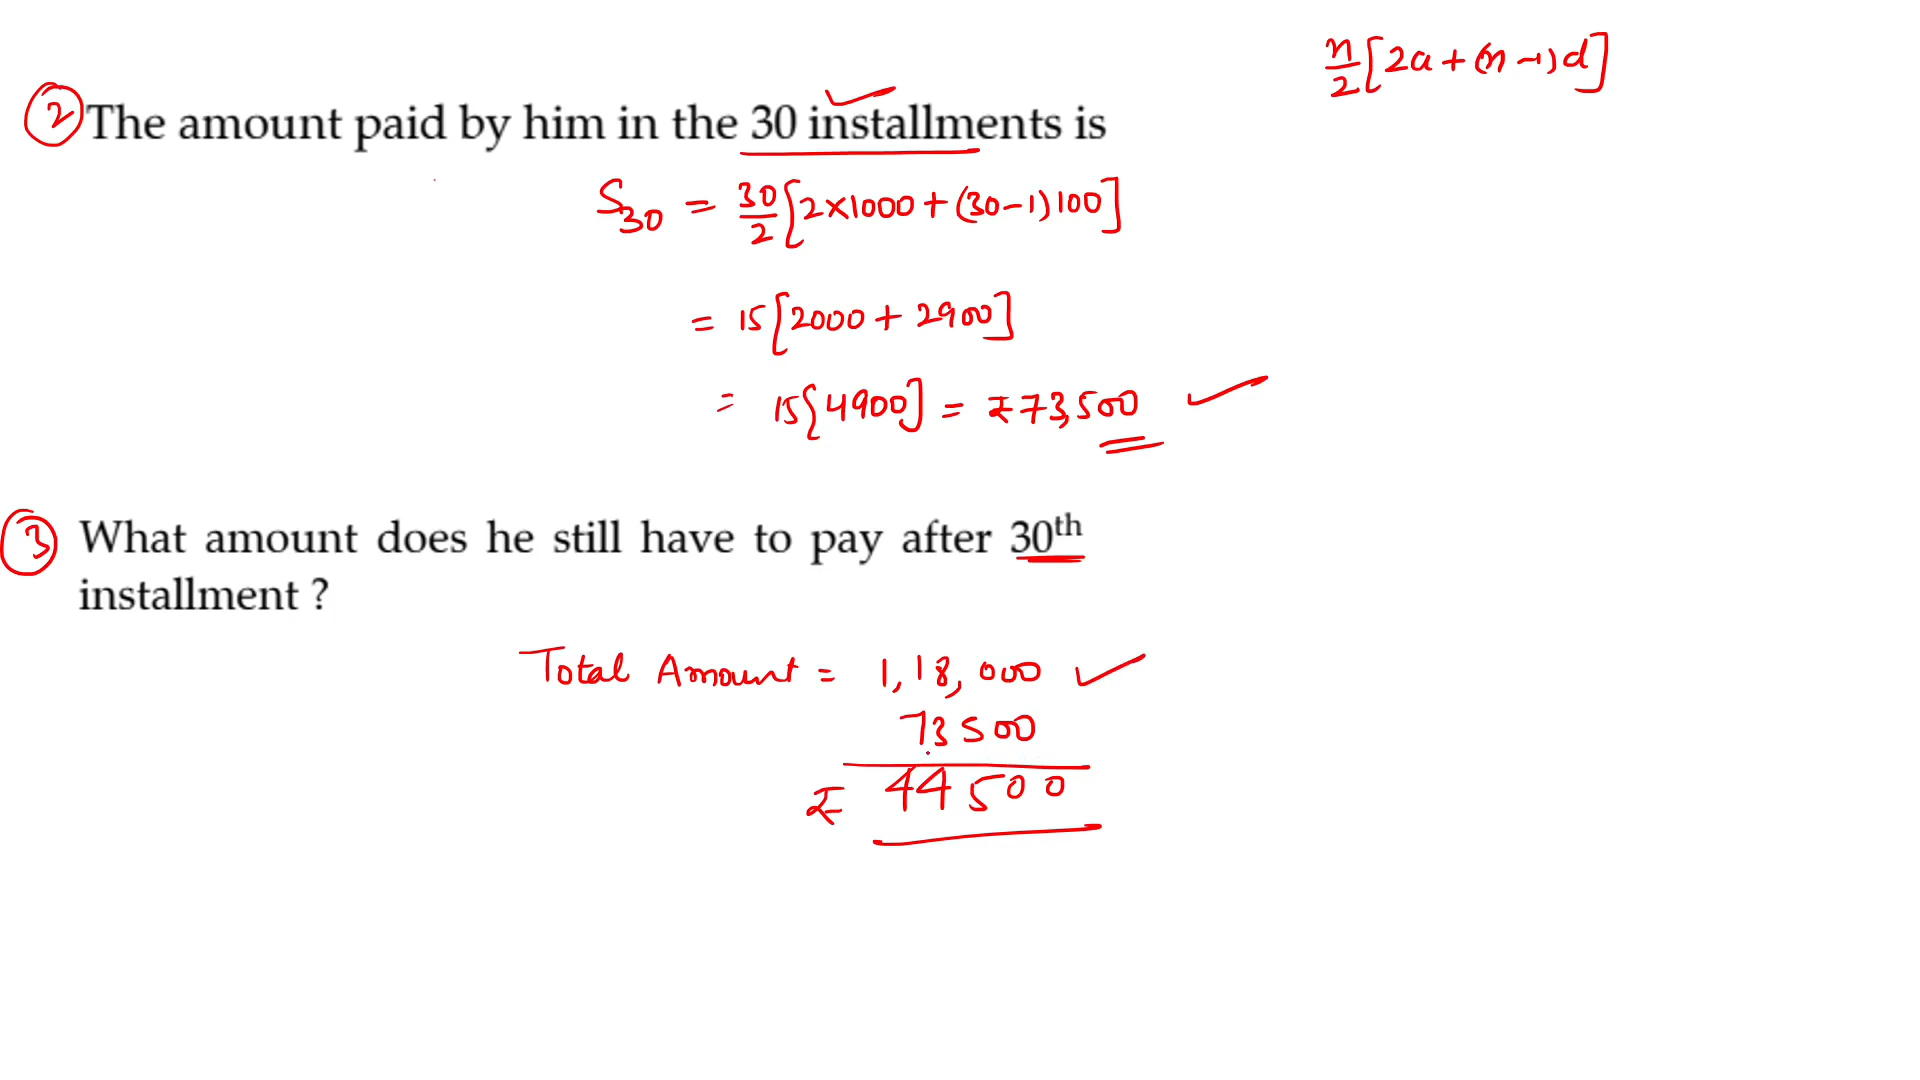 n/2 [2a + (n-1)d]
2 The amount paid by him in the 30 installments is
S30 = 30/2 [2×1000 + (30-1)100]
= 15[2000 + 2900]
= 15[4900] = ₹73,500
3 What amount does he still have to pay after 30th
installment ?
Total Amount = 1,18,000
73500
₹ 44500